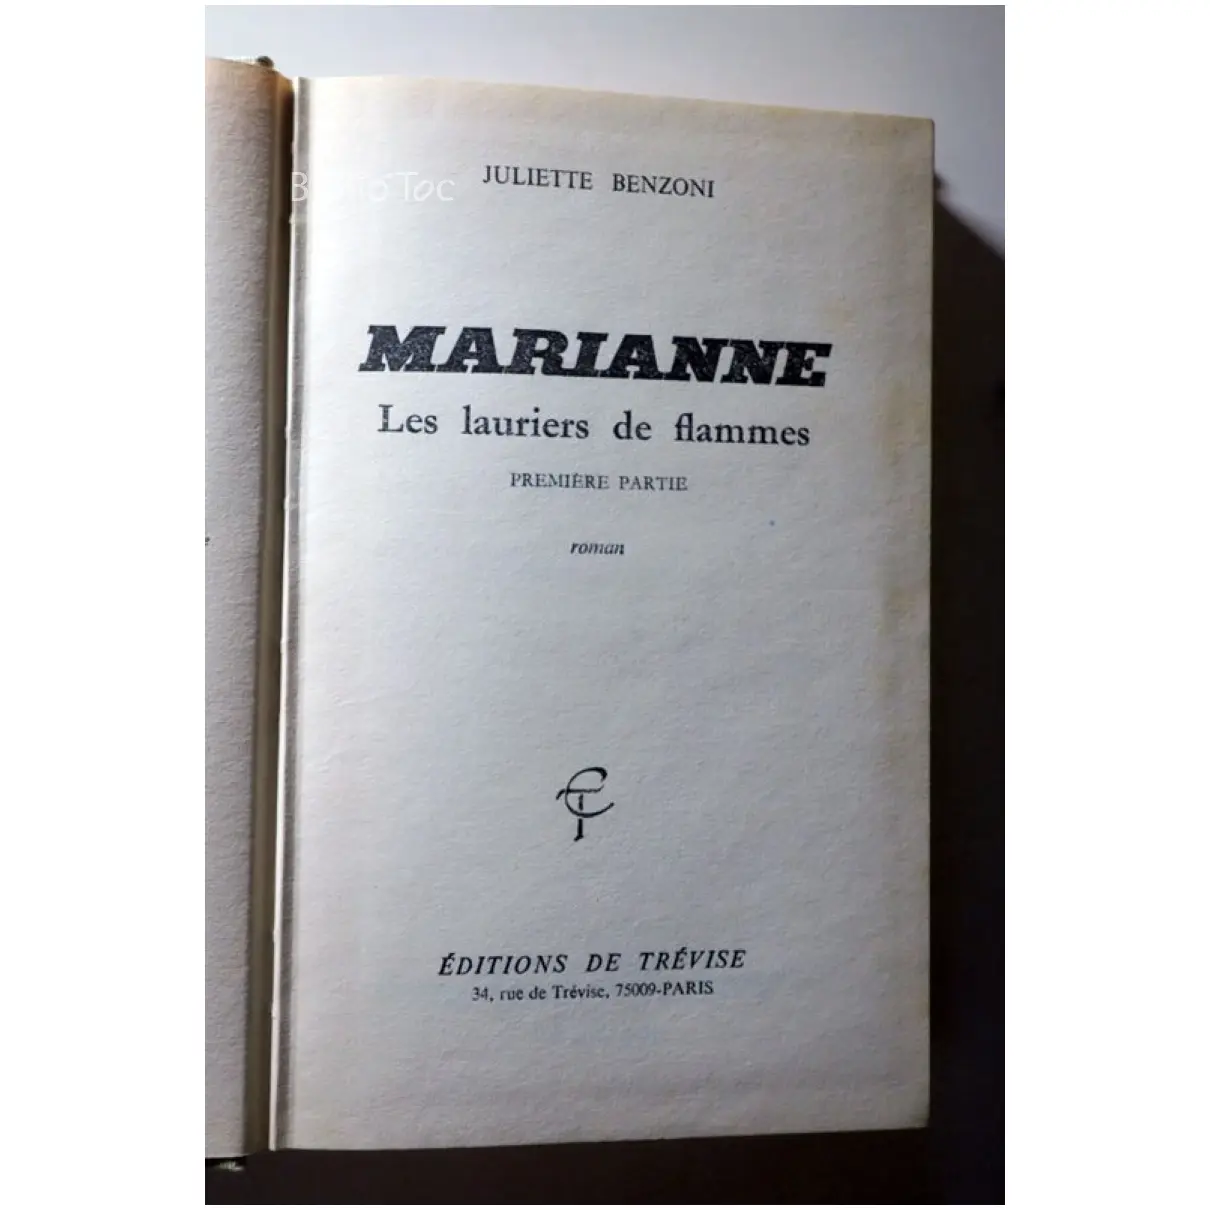 JULIETTE BENZONI
MARIANNE
Les lauriers de flammes
PREMIÈRE PARTIE
roman
ÉDITIONS DE TRÉVISE
34, rue de Trévise, 75009-PARIS